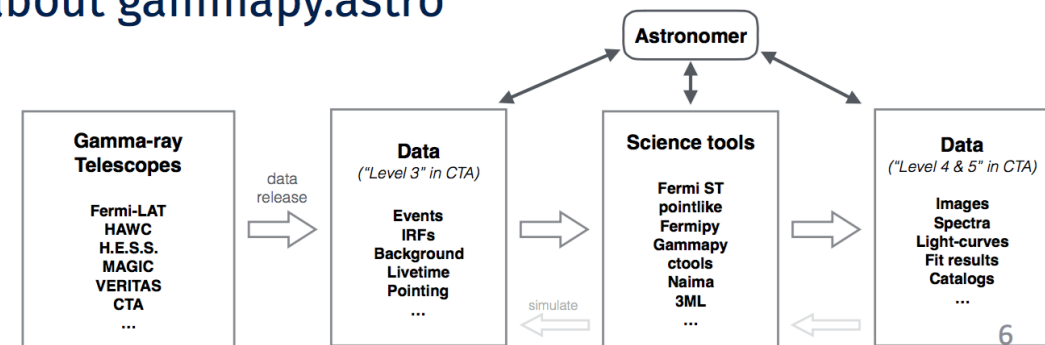 about gammapy.astro
Astronomer
Gamma-ray
Telescopes
Fermi-LAT
HAWC
H.E.S.S.
MAGIC
VERITAS
CTA
...
data
release
Data
("Level 3" in CTA)
Events
IRFs
Background
Livetime
Pointing
...
simulate
Science tools
Fermi ST
pointlike
Fermipy
Gammapy
ctools
Naima
3ML
...
Data
("Level 4 & 5" in CTA)
Images
Spectra
Light-curves
Fit results
Catalogs
...
6